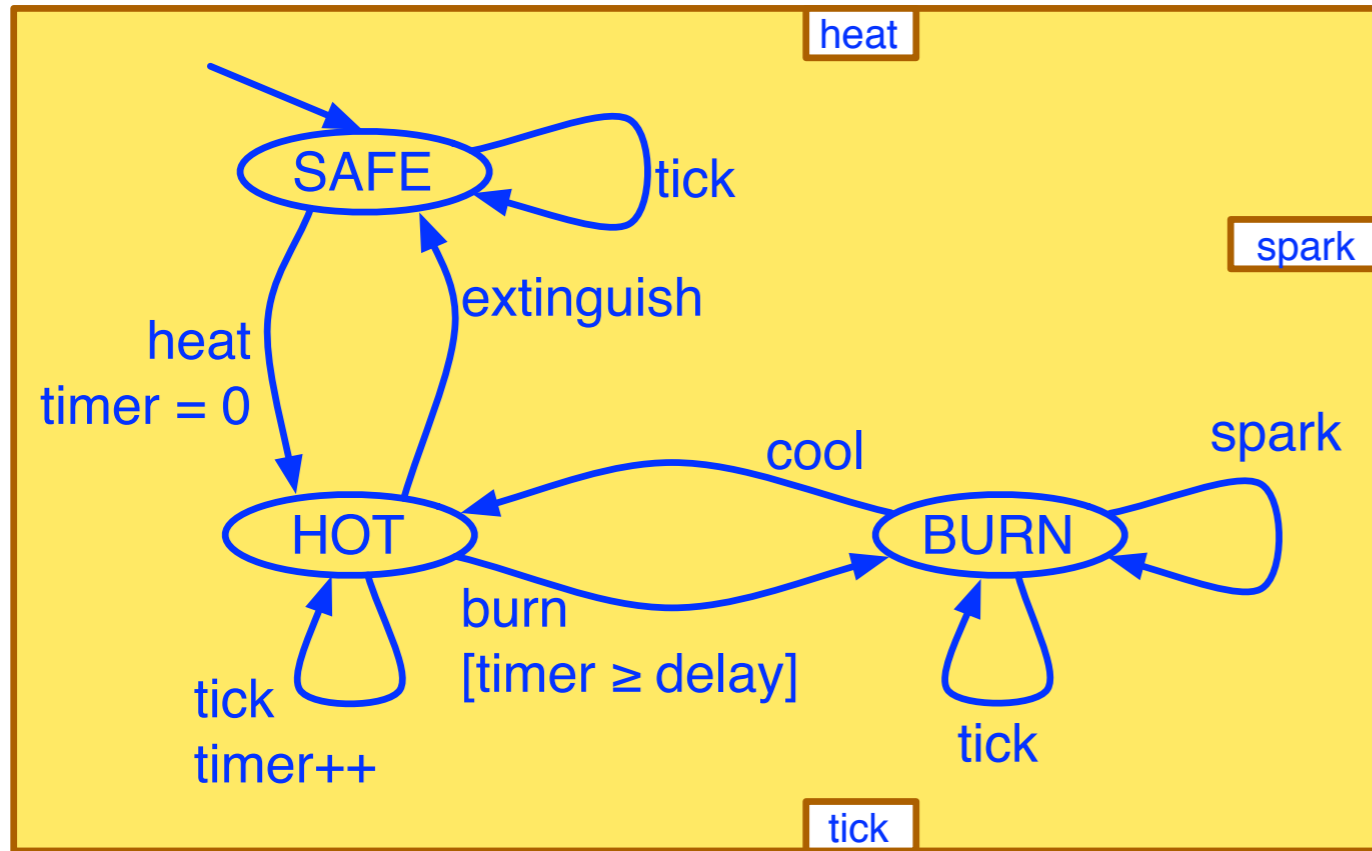 heat
SAFE
tick
spark
extinguish
heat
timer = 0
cool
spark
HOT
BURN
burn
[timer ≥ delay]
tick
timer++
tick
tick